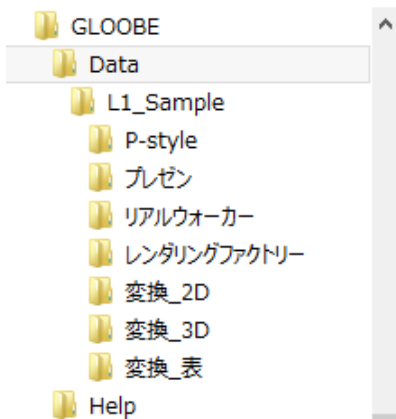 GLOOBE
Data
L1_Sample
P-style
プレゼン
リアルウォーカー
レンダリングファクトリー
変換_2D
変換_3D
変換_表
Help